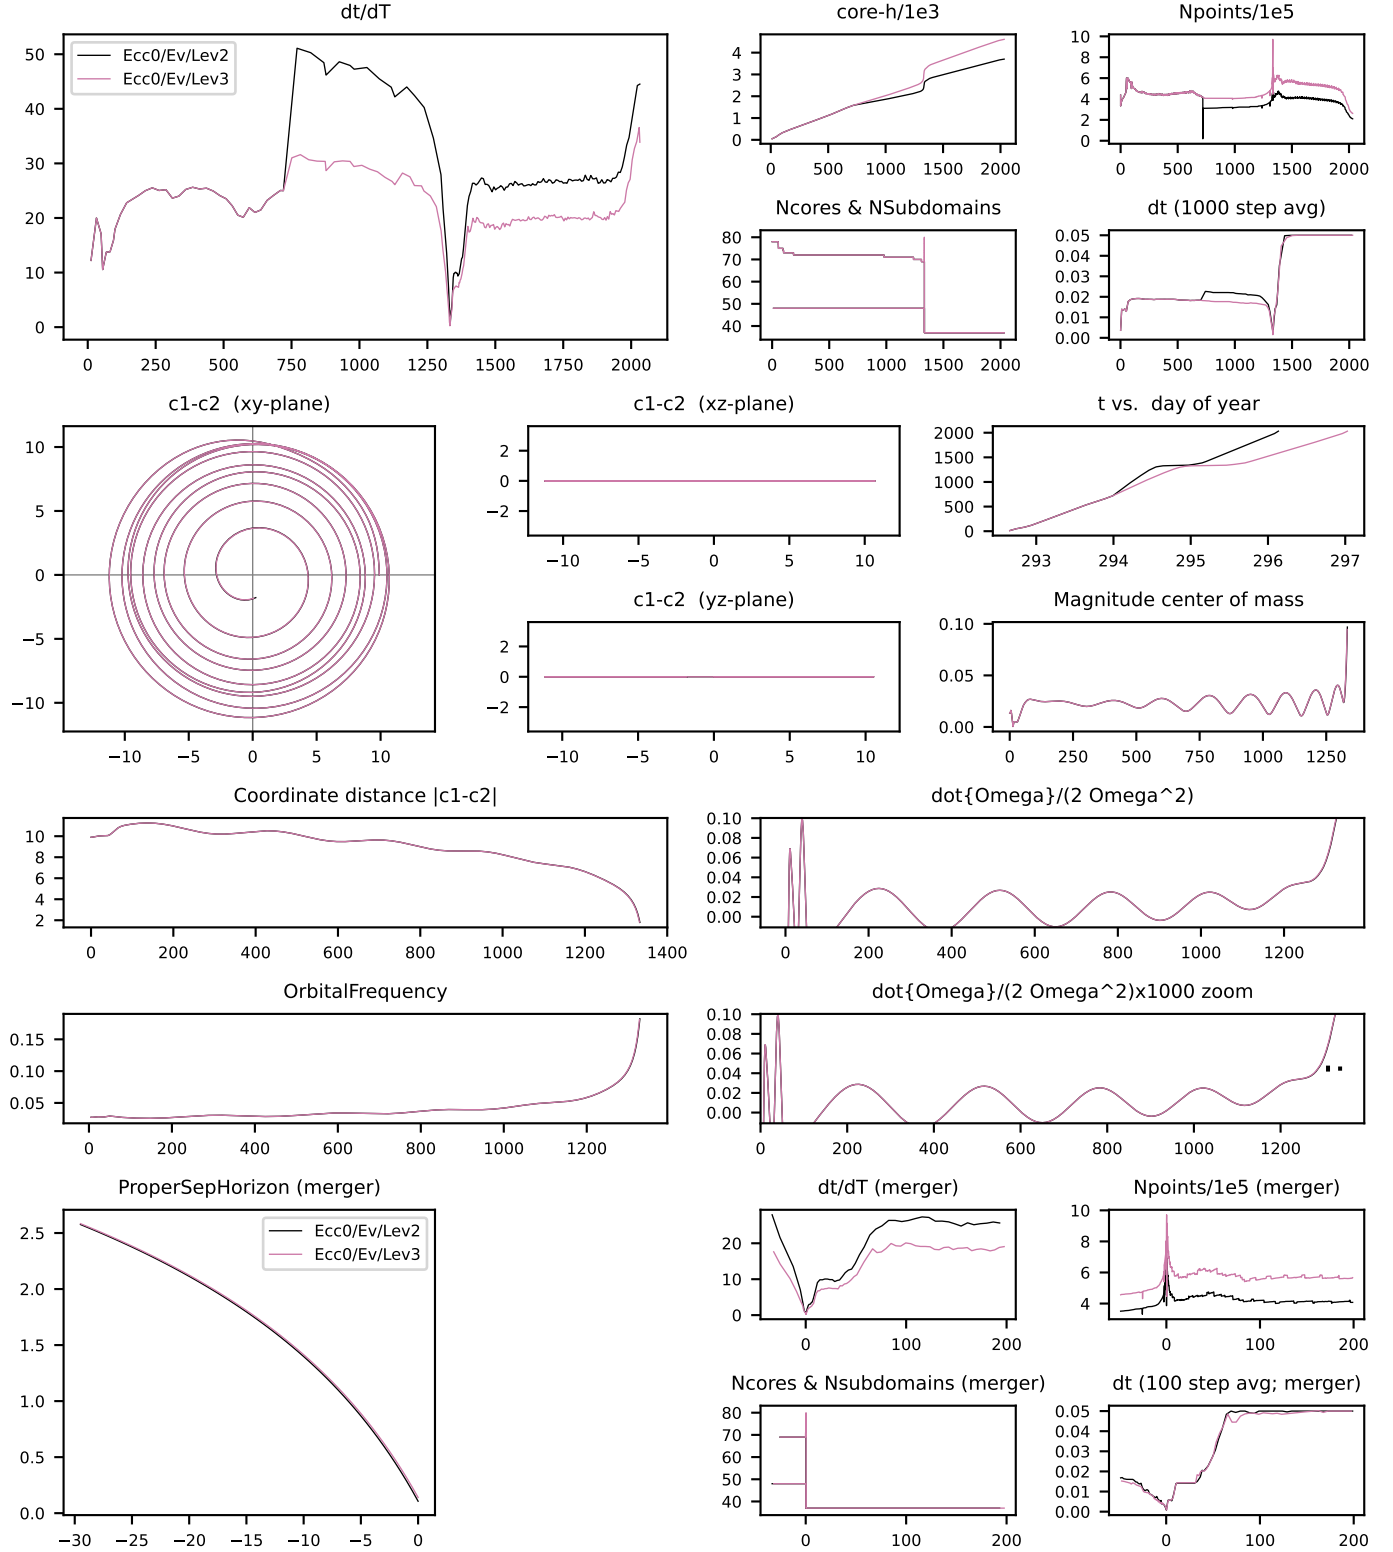 dt/dT
Ecc0/Ev/Lev2
Ecc0/Ev/Lev3
50
40
30
20
10
0
0 250 500 750 1000 1250 1500 1750 2000
core-h/1e3
4
3
2
1
0
0 500 1000 1500 2000
Npoints/1e5
10
8
6
4
2
0
0 500 1000 1500 2000
Ncores & NSubdomains
80
70
60
50
40
0 500 1000 1500 2000
dt (1000 step avg)
0.05
0.04
0.03
0.02
0.01
0.00
0 500 1000 1500 2000
c1-c2 (xy-plane)
10
5
0
−5
−10
−10 −5 0 5 10
c1-c2 (xz-plane)
2
0
−2
−10 −5 0 5 10
t vs. day of year
2000
1500
1000
500
0
293 294 295 296 297
c1-c2 (yz-plane)
2
0
−2
−10 −5 0 5 10
Magnitude center of mass
0.10
0.05
0.00
0 250 500 750 1000 1250
Coordinate distance |c1-c2|
10
8
6
4
2
0 200 400 600 800 1000 1200 1400
dot{Omega}/(2 Omega^2)
0.10
0.08
0.06
0.04
0.02
0.00
0 200 400 600 800 1000 1200
OrbitalFrequency
0.15
0.10
0.05
0 200 400 600 800 1000 1200
dot{Omega}/(2 Omega^2)x1000 zoom
0.10
0.08
0.06
0.04
0.02
0.00
0 200 400 600 800 1000 1200
ProperSepHorizon (merger)
Ecc0/Ev/Lev2
Ecc0/Ev/Lev3
2.5
2.0
1.5
1.0
0.5
0.0
−30 −25 −20 −15 −10 −5 0
dt/dT (merger)
20
10
0
0 100 200
Npoints/1e5 (merger)
10
8
6
4
0 100 200
Ncores & Nsubdomains (merger)
80
70
60
50
40
0 100 200
dt (100 step avg; merger)
0.05
0.04
0.03
0.02
0.01
0.00
0 100 200